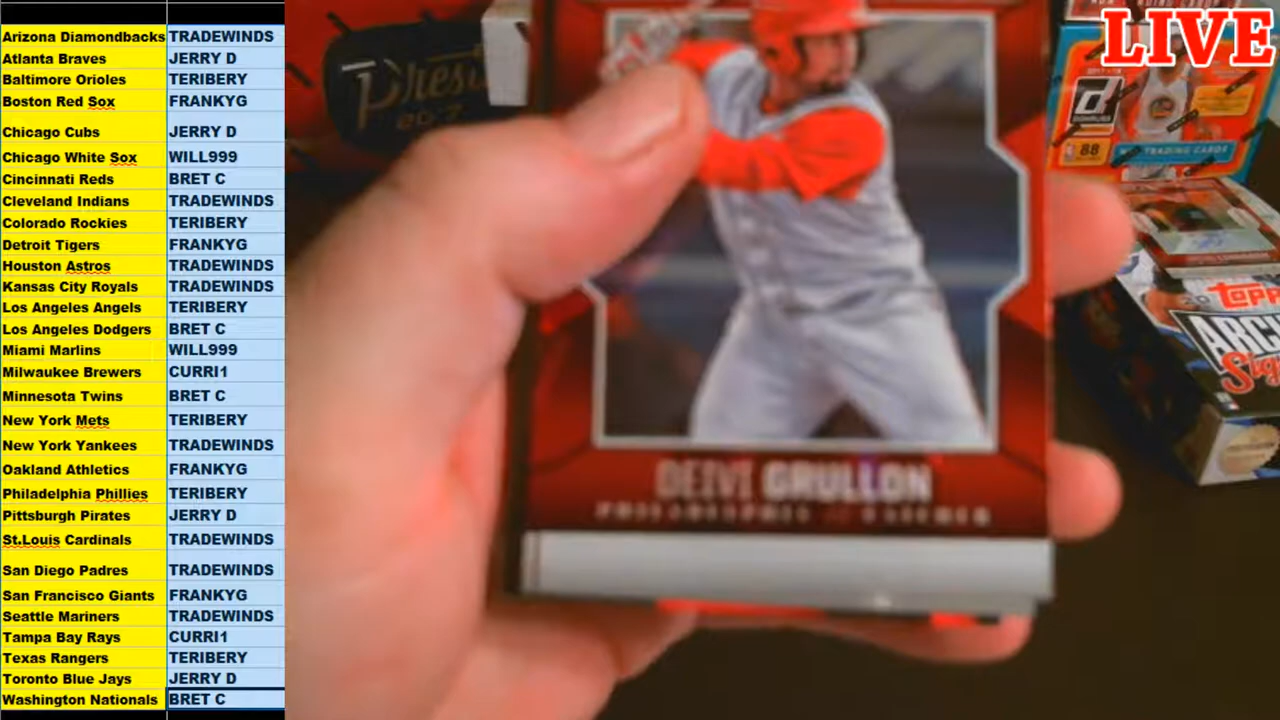 Arizona Diamondbacks TRADEWINDS
Atlanta Braves JERRY D
Baltimore Orioles TERIBERY
Boston Red Sox FRANKYG
Chicago Cubs JERRY D
Chicago White Sox WILL999
Cincinnati Reds BRET C
Cleveland Indians TRADEWINDS
Colorado Rockies TERIBERY
Detroit Tigers FRANKYG
Houston Astros TRADEWINDS
Kansas City Royals TRADEWINDS
Los Angeles Angels TERIBERY
Los Angeles Dodgers BRET C
Miami Marlins WILL999
Milwaukee Brewers CURRI1
Minnesota Twins BRET C
New York Mets TERIBERY
New York Yankees TRADEWINDS
Oakland Athletics FRANKYG
Philadelphia Phillies TERIBERY
Pittsburgh Pirates JERRY D
St.Louis Cardinals TRADEWINDS
San Diego Padres TRADEWINDS
San Francisco Giants FRANKYG
Seattle Mariners TRADEWINDS
Tampa Bay Rays CURRI1
Texas Rangers TERIBERY
Toronto Blue Jays JERRY D
Washington Nationals BRET C
LIVE
DEIVI GRULLON
PHILADELPHIA
DONRUSS
88
TRADING CARDS
TOPPS